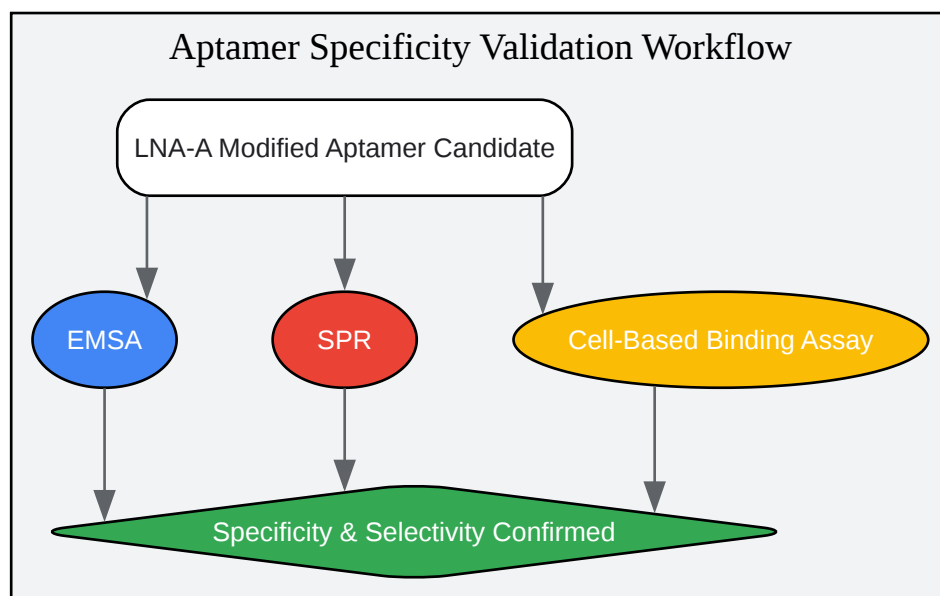 Aptamer Specificity Validation Workflow
LNA-A Modified Aptamer Candidate
EMSA
SPR
Cell-Based Binding Assay
Specificity & Selectivity Confirmed